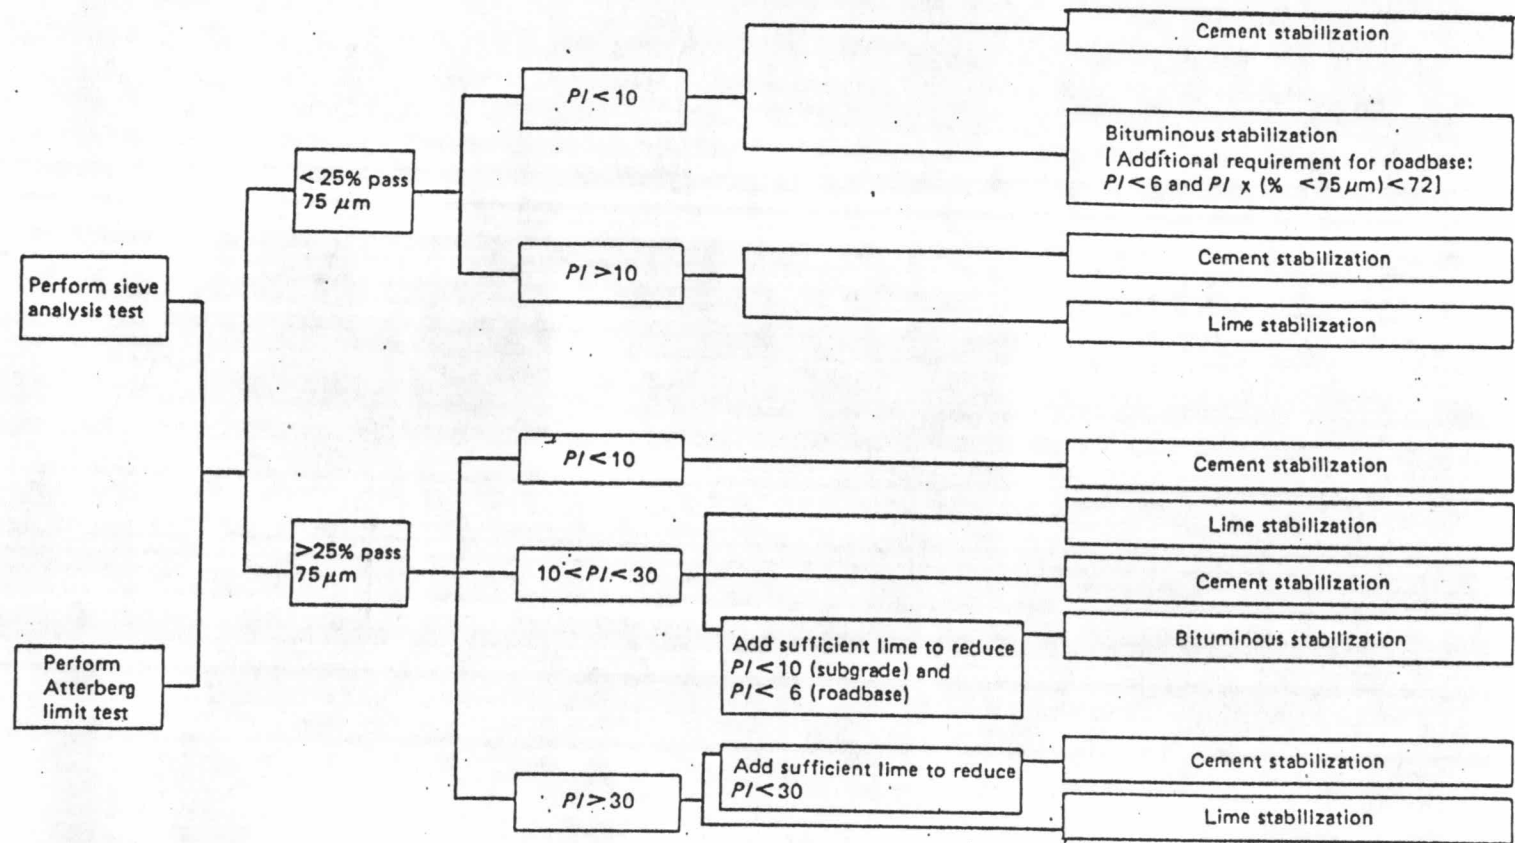 Perform sieve
analysis test
Perform
Atterberg
limit test
< 25% pass
75 μm
>25% pass
75 μm
PI < 10
PI > 10
PI < 10
10 < PI < 30
PI > 30
Add sufficient lime to reduce
PI < 10 (subgrade) and
PI < 6 (roadbase)
Add sufficient lime to reduce
PI < 30
Cement stabilization
Bituminous stabilization
[ Additional requirement for roadbase:
PI < 6 and PI x (% <75 μm) < 72]
Cement stabilization
Lime stabilization
Cement stabilization
Lime stabilization
Cement stabilization
Bituminous stabilization
Cement stabilization
Lime stabilization